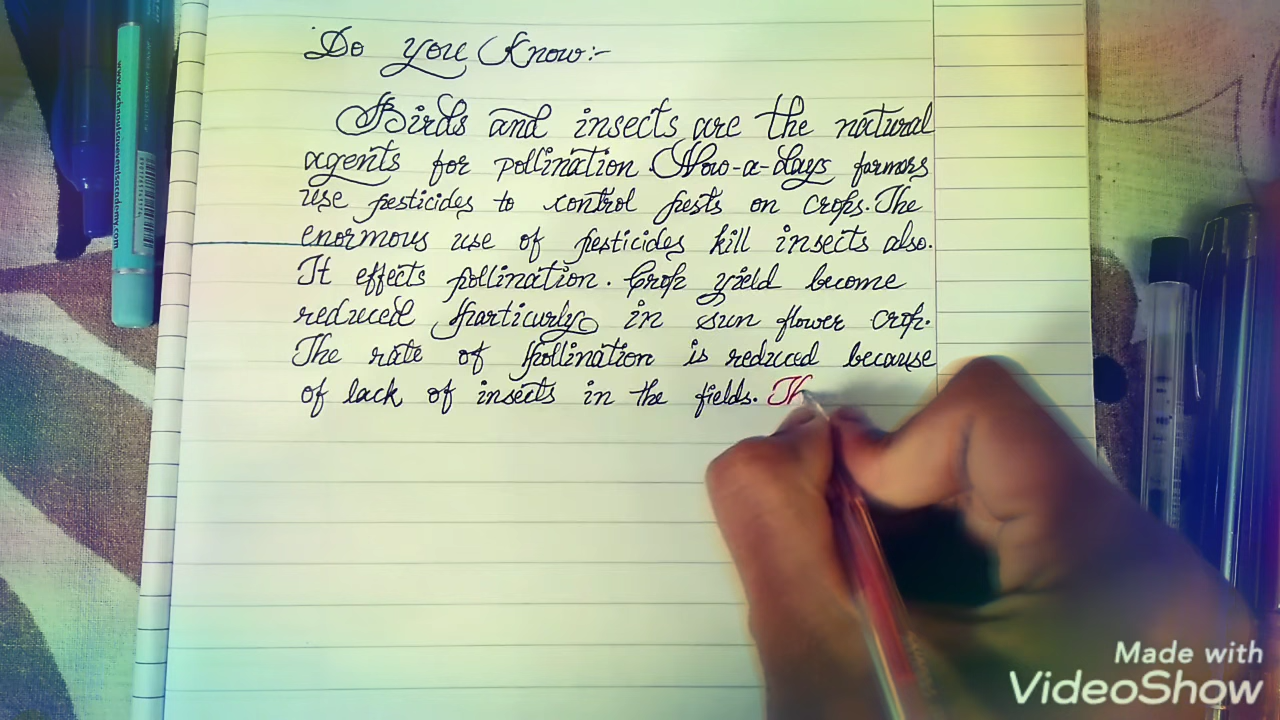 Do you Know:-
Birds and insects are the natural
agents for pollination. Now-a-days farmers
use pesticides to control pests on crops. The
enormous use of pesticides kill insects also.
It effects pollination. Crop yield become
reduced particurly in sun flower crop.
The rate of pollination is reduced because
of lack of insects in the fields. Th
Made with
VideoShow